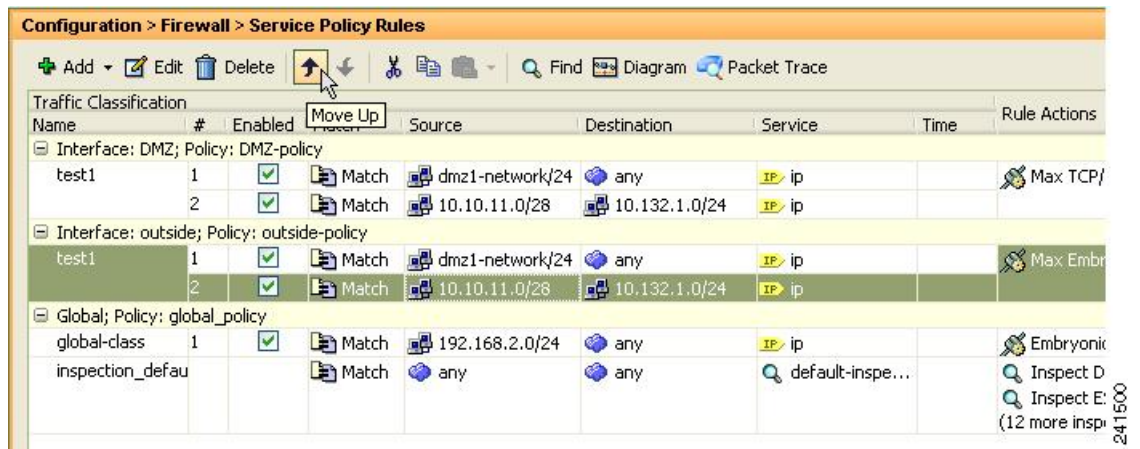 Configuration > Firewall > Service Policy Rules
Add Edit Delete Find Diagram Packet Trace
Move Up
Traffic Classification
Name # Enabled Source Destination Service Time Rule Actions
Interface: DMZ; Policy: DMZ-policy
test1 1 Match dmz1-network/24 any IP ip Max TCP/
2 Match 10.10.11.0/28 10.132.1.0/24 IP ip
Interface: outside; Policy: outside-policy
test1 1 Match dmz1-network/24 any IP ip Max Embr
2 Match 10.10.11.0/28 10.132.1.0/24 IP ip
Global; Policy: global_policy
global-class 1 Match 192.168.2.0/24 any IP ip Embryonic
inspection_defau Match any any default-inspe... Inspect D
Inspect E
(12 more insp
241500